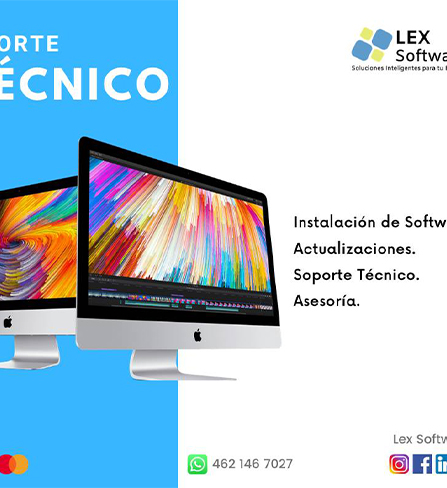 ORTE
ÉCNICO
LEX
Softwa
Soluciones Inteligentes para tu
Instalación de Softw
Actualizaciones.
Soporte Técnico.
Asesoría.
462 146 7027
Lex Softw